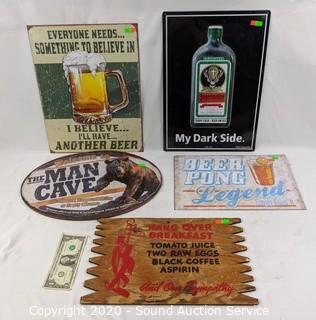 EVERYONE NEEDS...
SOMETHING TO BELIEVE IN
I BELIEVE...
I'LL HAVE
ANOTHER BEER
My Dark Side.
THE MAN
CAVE
BEER
PONG
Legend
HANG OVER
BREAKFAST
TOMATO JUICE
TWO RAW EGGS
BLACK COFFEE
ASPIRIN
And Our Sympathy
Copyright © 2020 - Sound Auction Service